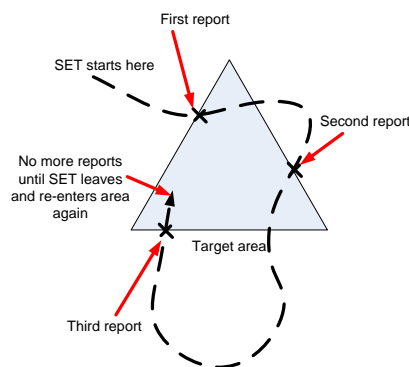 First report
SET starts here
Second report
No more reports
until SET leaves
and re-enters area
again
Target area
Third report